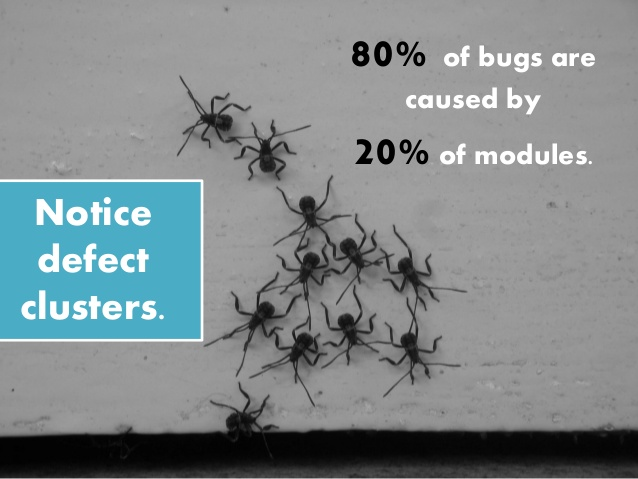 80% of bugs are
caused by
20% of modules.
Notice
defect
clusters.